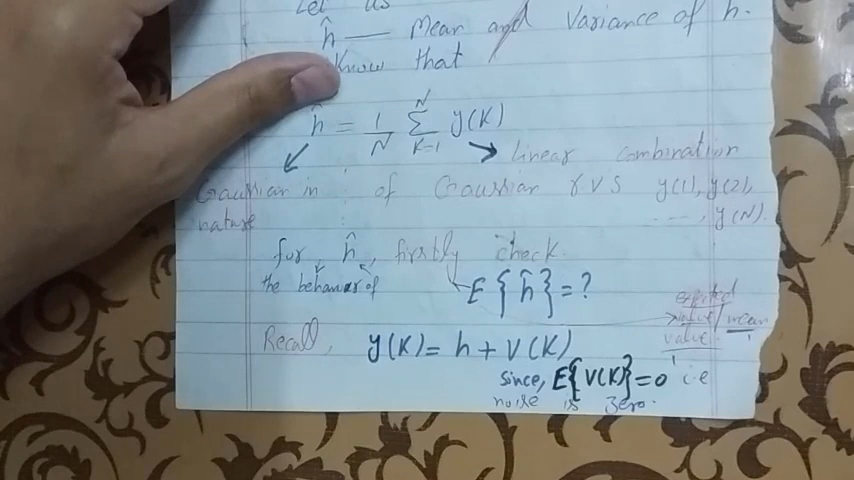 Let us
ĥ — Mean and Variance of h.
Know that
ĥ = 1/N Σ_{K=1}^{N} y(K)
Linear combination
Gaussian in of Gaussian rvs y(1), y(2),
nature ...., y(N).
for, ĥ, firstly check
the behavior of E{ĥ}=?
expected
value/mean
value.
Recall, y(K) = h + V(K)
since, E{V(K)}=0 i.e
noise is zero.